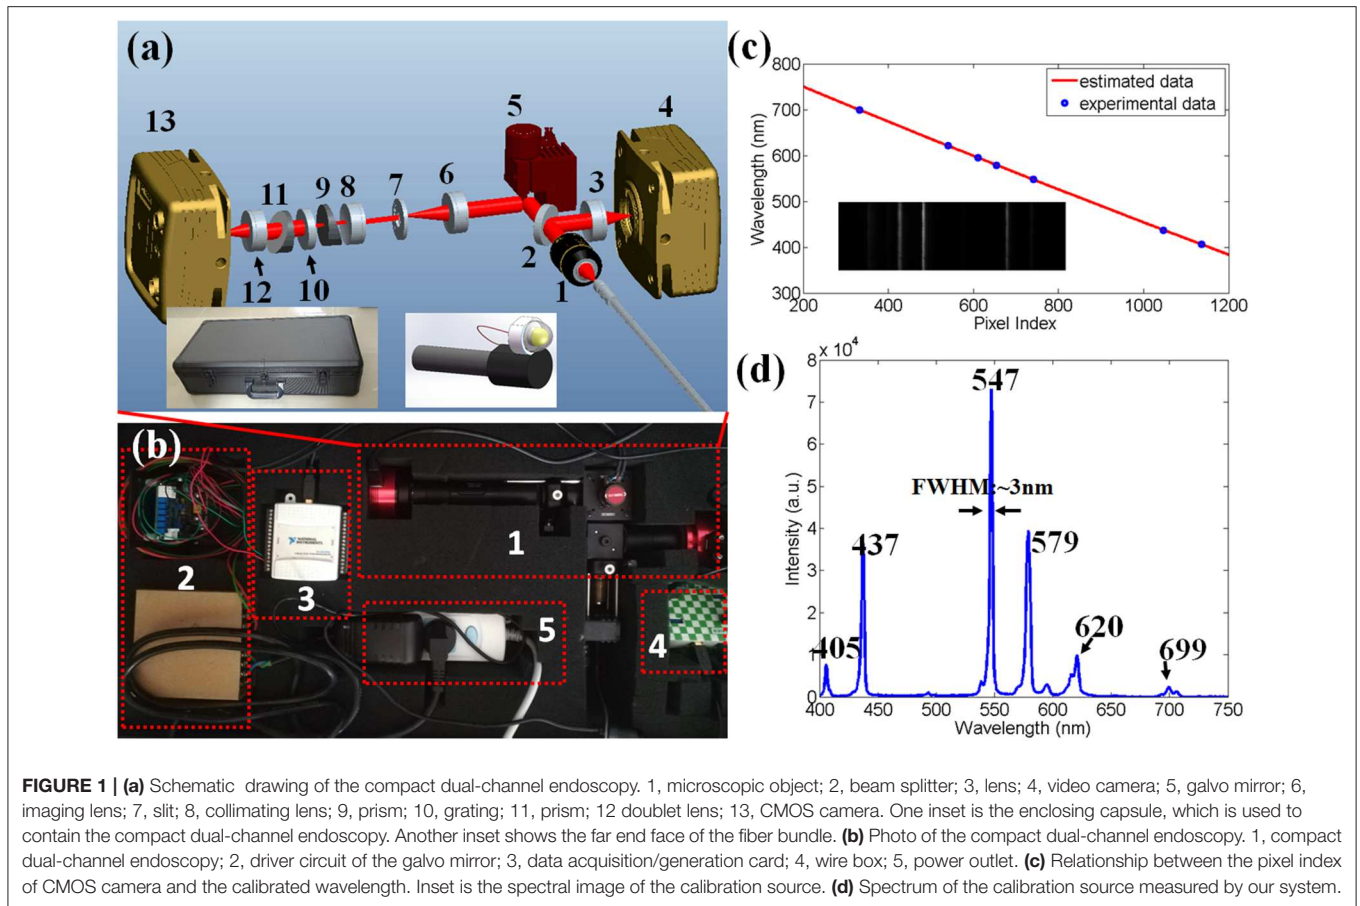 (a)
13
11
9
8
7
6
5
4
3
2
1
12
10
(b)
1
2
3
4
5
NATIONAL
INSTRUMENTS
(c)
800
700
600
500
400
300
200
400
600
800
1000
1200
Wavelength (nm)
Pixel Index
estimated data
experimental data
(d)
x 10⁴
8
7
6
5
4
3
2
1
0
400
450
500
550
600
650
700
750
Intensity (a.u.)
Wavelength (nm)
547
FWHM:~3nm
437
579
405
620
699
FIGURE 1 | (a) Schematic drawing of the compact dual-channel endoscopy. 1, microscopic object; 2, beam splitter; 3, lens; 4, video camera; 5, galvo mirror; 6,
imaging lens; 7, slit; 8, collimating lens; 9, prism; 10, grating; 11, prism; 12 doublet lens; 13, CMOS camera. One inset is the enclosing capsule, which is used to
contain the compact dual-channel endoscopy. Another inset shows the far end face of the fiber bundle. (b) Photo of the compact dual-channel endoscopy. 1, compact
dual-channel endoscopy; 2, driver circuit of the galvo mirror; 3, data acquisition/generation card; 4, wire box; 5, power outlet. (c) Relationship between the pixel index
of CMOS camera and the calibrated wavelength. Inset is the spectral image of the calibration source. (d) Spectrum of the calibration source measured by our system.